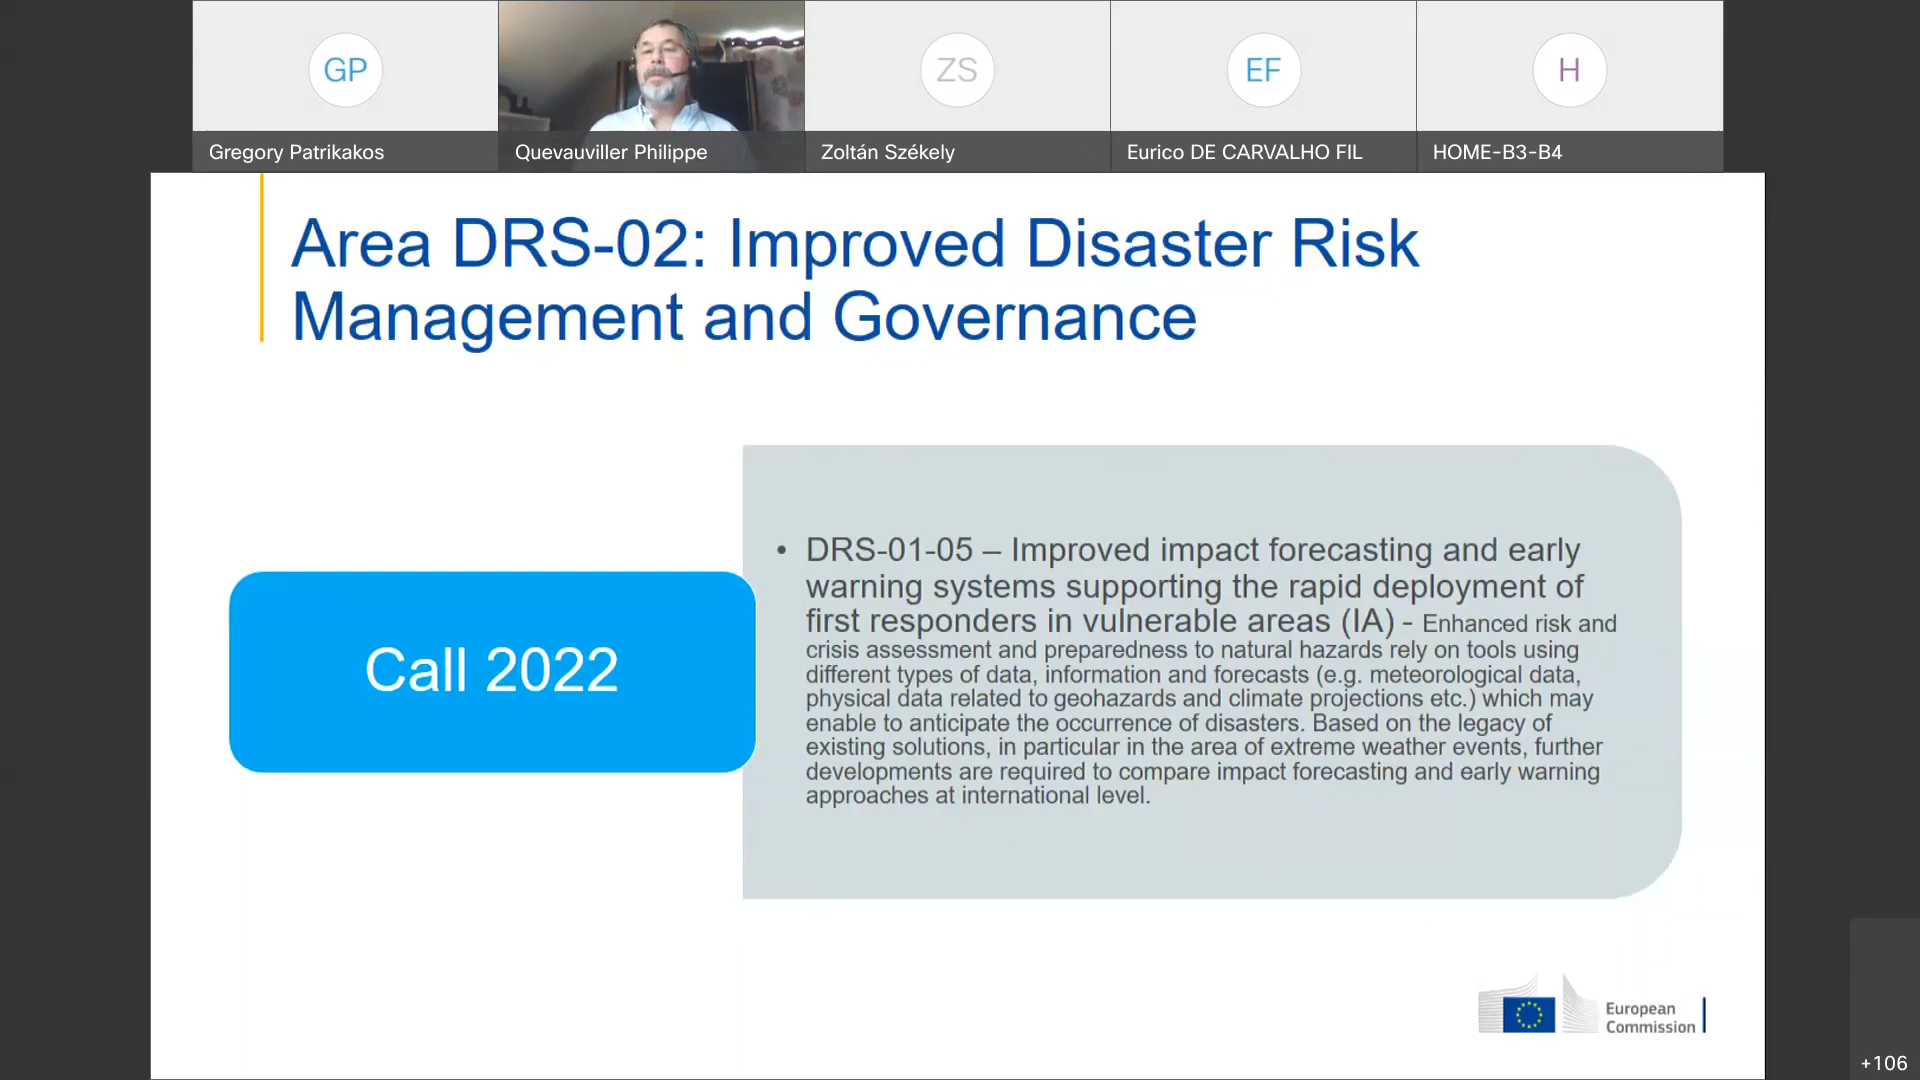 GP
ZS
EF
H
Gregory Patrikakos
Quevauviller Philippe
Zoltán Székely
Eurico DE CARVALHO FIL
HOME-B3-B4
Area DRS-02: Improved Disaster Risk
Management and Governance
Call 2022
• DRS-01-05 – Improved impact forecasting and early
warning systems supporting the rapid deployment of
first responders in vulnerable areas (IA) - Enhanced risk and
crisis assessment and preparedness to natural hazards rely on tools using
different types of data, information and forecasts (e.g. meteorological data,
physical data related to geohazards and climate projections etc.) which may
enable to anticipate the occurrence of disasters. Based on the legacy of
existing solutions, in particular in the area of extreme weather events, further
developments are required to compare impact forecasting and early warning
approaches at international level.
European
Commission
+106